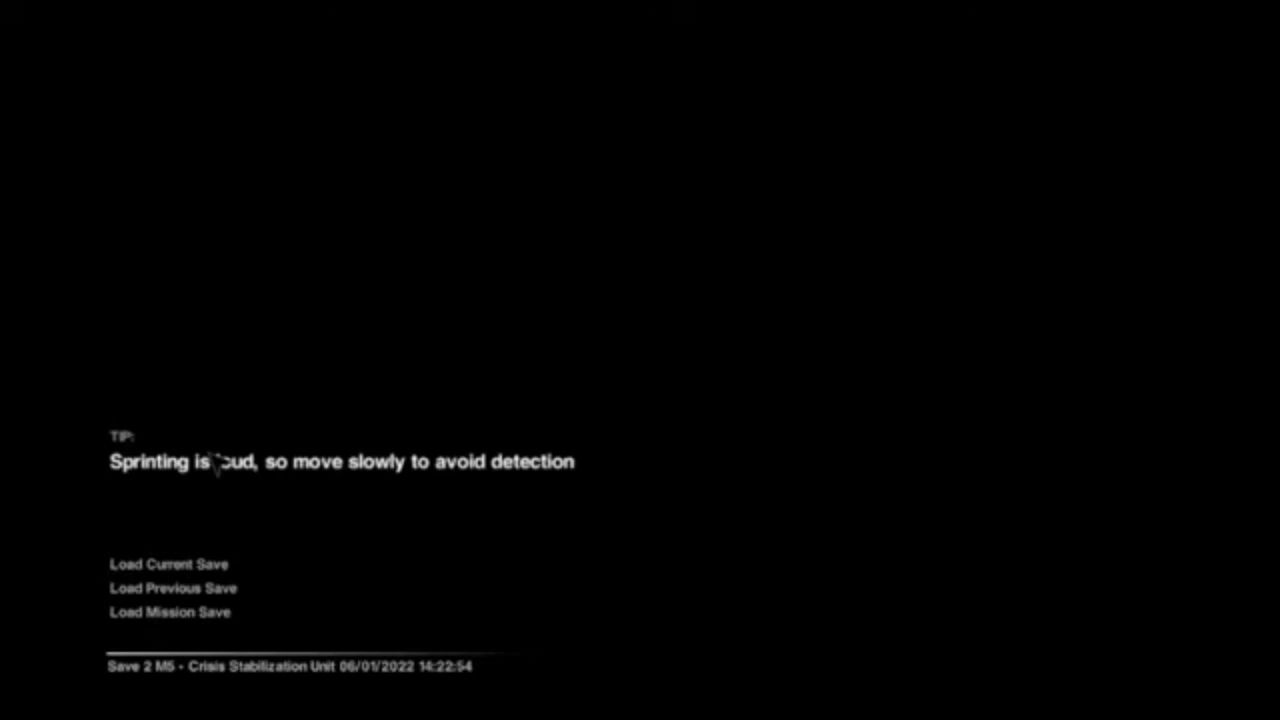 TIP:
Sprinting is loud, so move slowly to avoid detection
Load Current Save
Load Previous Save
Load Mission Save
Save 2 M5 - Crisis Stabilization Unit 06/01/2022 14:22:54